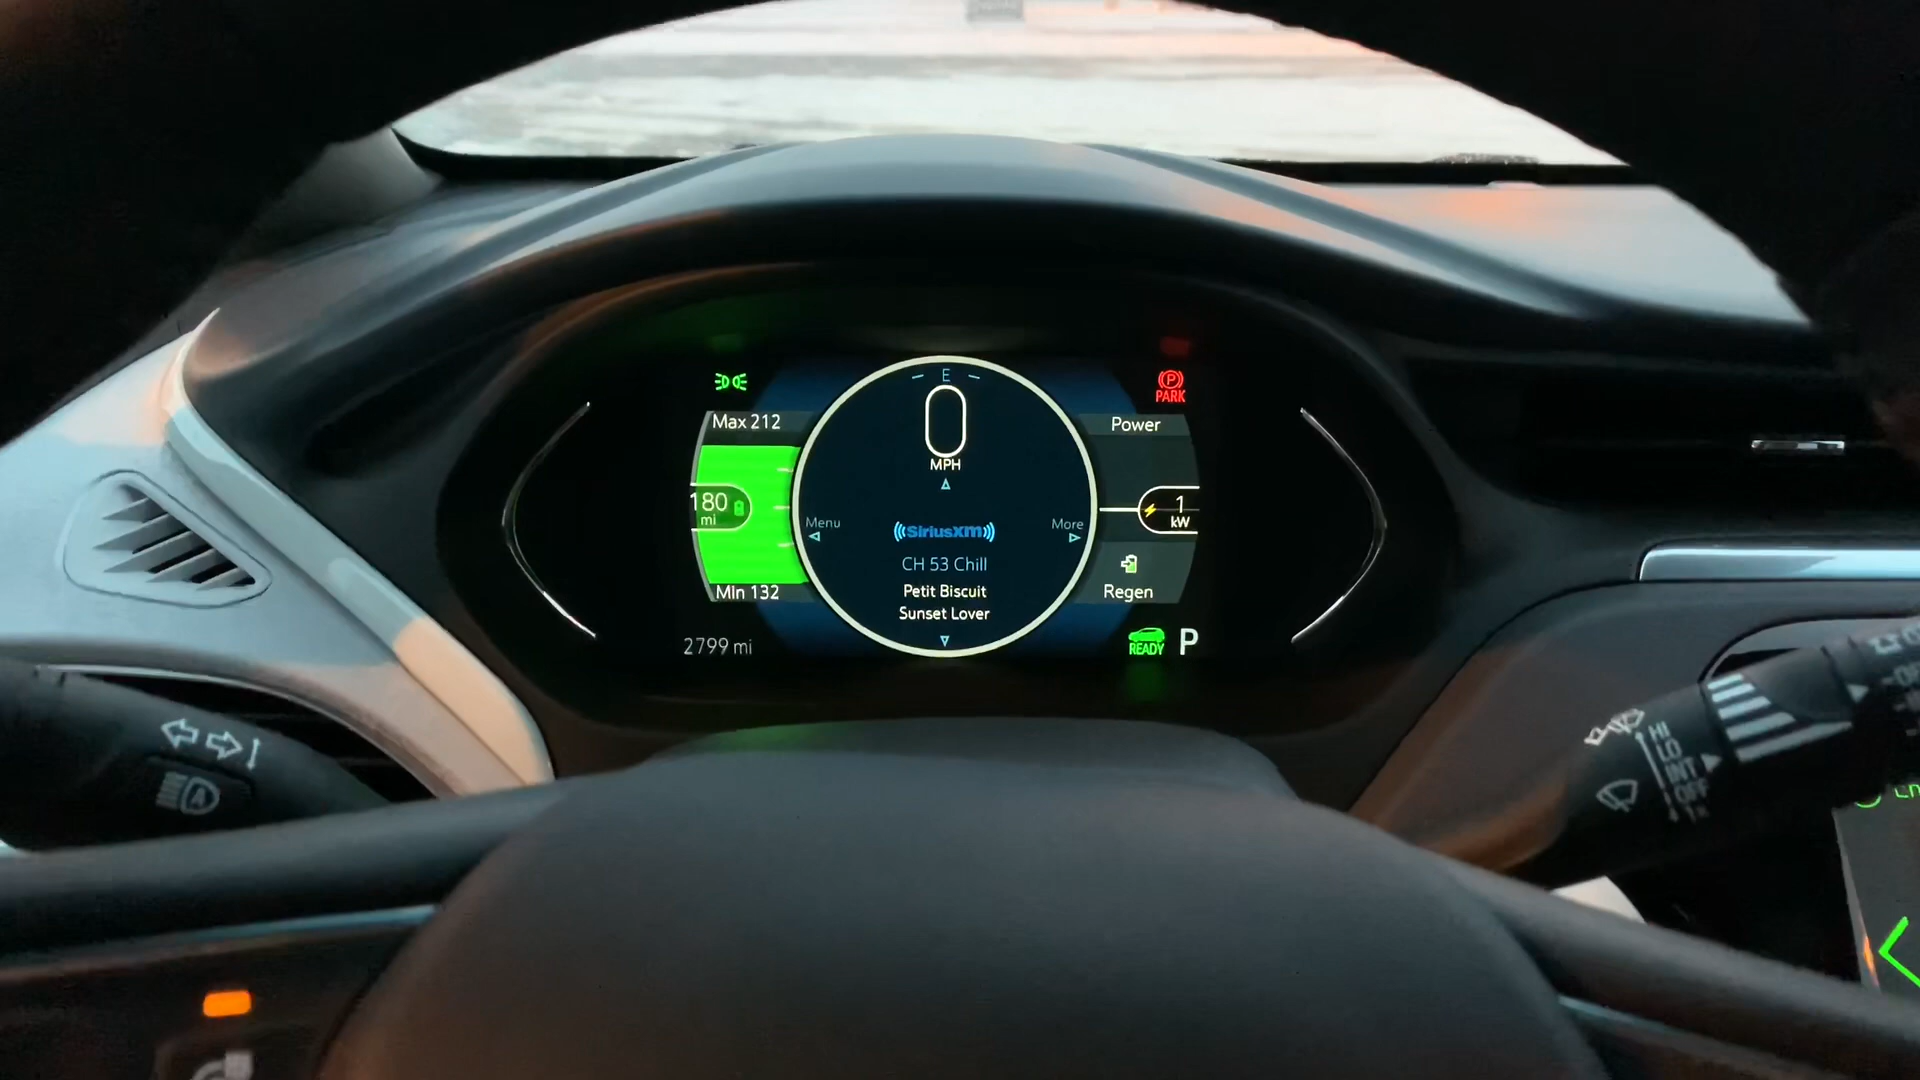 E
PARK
Max 212
Power
0
MPH
180
mi
1
kW
Menu
More
SiriusXM
CH 53 Chill
Petit Biscuit
Sunset Lover
Min 132
Regen
2799 mi
READY P
HI
LO
INT
OFF
1x
A